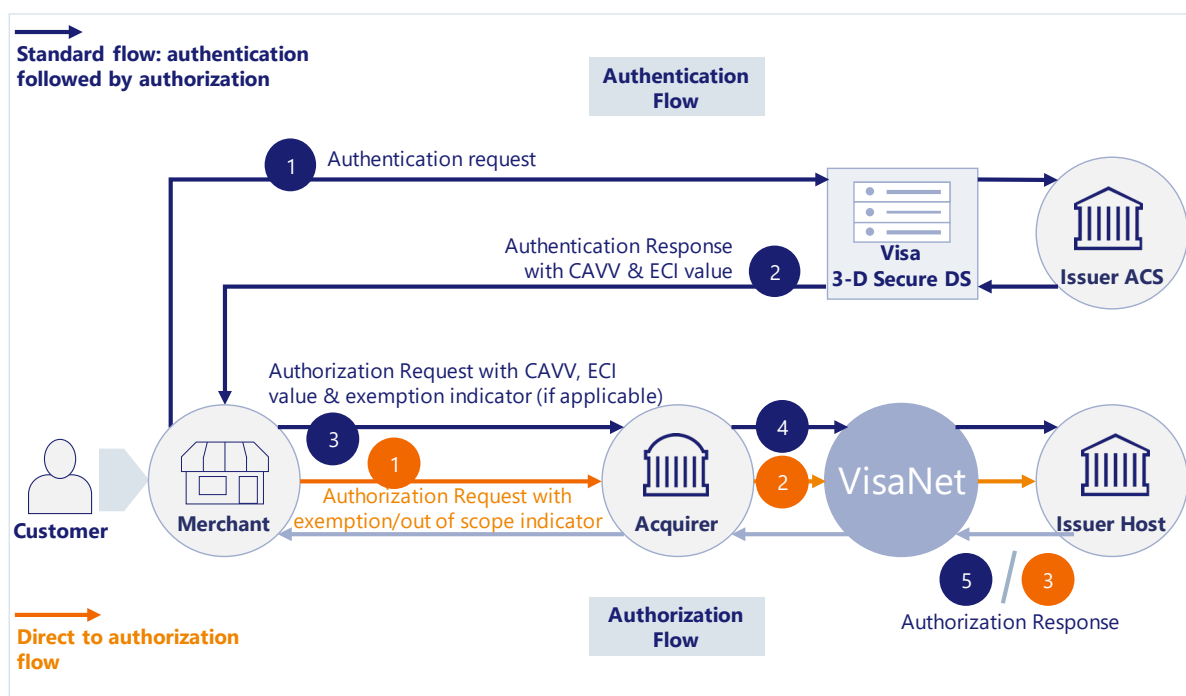 Standard flow: authentication
followed by authorization
Authentication
Flow
1
Authentication request
Authentication Response
with CAVV & ECI value
2
Visa
3-D Secure DS
Issuer ACS
Authorization Request with CAVV, ECI
value & exemption indicator (if applicable)
3
4
1
2
VisaNet
Authorization Request with
exemption/out of scope indicator
Customer
Merchant
Acquirer
Issuer Host
5
3
Authorization Response
Direct to authorization
flow
Authorization
Flow